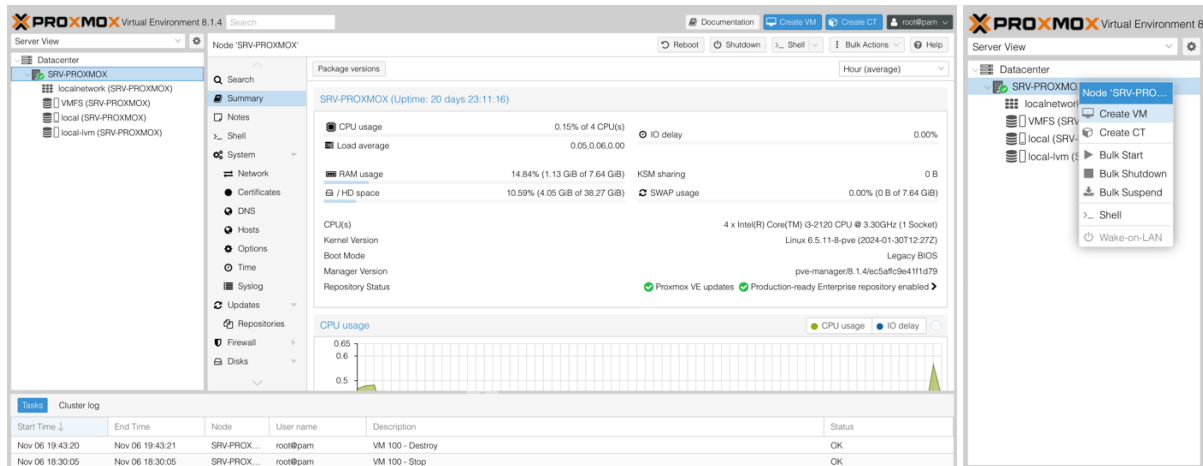 PROXMOX Virtual Environment 8.1.4 Search
Documentation Create VM Create CT root@pam
Server View
Datacenter
SRV-PROXMOX
localnetwork (SRV-PROXMOX)
VMFS (SRV-PROXMOX)
local (SRV-PROXMOX)
local-lvm (SRV-PROXMOX)
Node 'SRV-PROXMOX'
Reboot Shutdown Shell Bulk Actions Help
Search
Summary
Notes
Shell
System
Network
Certificates
DNS
Hosts
Options
Time
Syslog
Updates
Repositories
Firewall
Disks
Package versions
Hour (average)
SRV-PROXMOX (Uptime: 20 days 23:11:16)
CPU usage 0.15% of 4 CPU(s)
IO delay 0.00%
Load average 0.05,0.06,0.00
RAM usage 14.84% (1.13 GiB of 7.64 GiB)
KSM sharing 0 B
/ HD space 10.59% (4.05 GiB of 38.27 GiB)
SWAP usage 0.00% (0 B of 7.64 GiB)
CPU(s) 4 x Intel(R) Core(TM) i3-2120 CPU @ 3.30GHz (1 Socket)
Kernel Version Linux 6.5.11-8-pve (2024-01-30T12:27Z)
Boot Mode Legacy BIOS
Manager Version pve-manager/8.1.4/ec5affc9e41f1d79
Repository Status Proxmox VE updates Production-ready Enterprise repository enabled
CPU usage
CPU usage IO delay
0.65
0.6
0.5
Tasks Cluster log
Start Time End Time Node User name Description Status
Nov 06 19:43:20 Nov 06 19:43:21 SRV-PROX... root@pam VM 100 - Destroy OK
Nov 06 18:30:05 Nov 06 18:30:05 SRV-PROX... root@pam VM 100 - Stop OK
PROXMOX Virtual Environment 8
Server View
Datacenter
SRV-PROXMO
localnetwor
VMFS (SRV
local (SRV-
local-lvm (S
Node 'SRV-PRO...
Create VM
Create CT
Bulk Start
Bulk Shutdown
Bulk Suspend
Shell
Wake-on-LAN